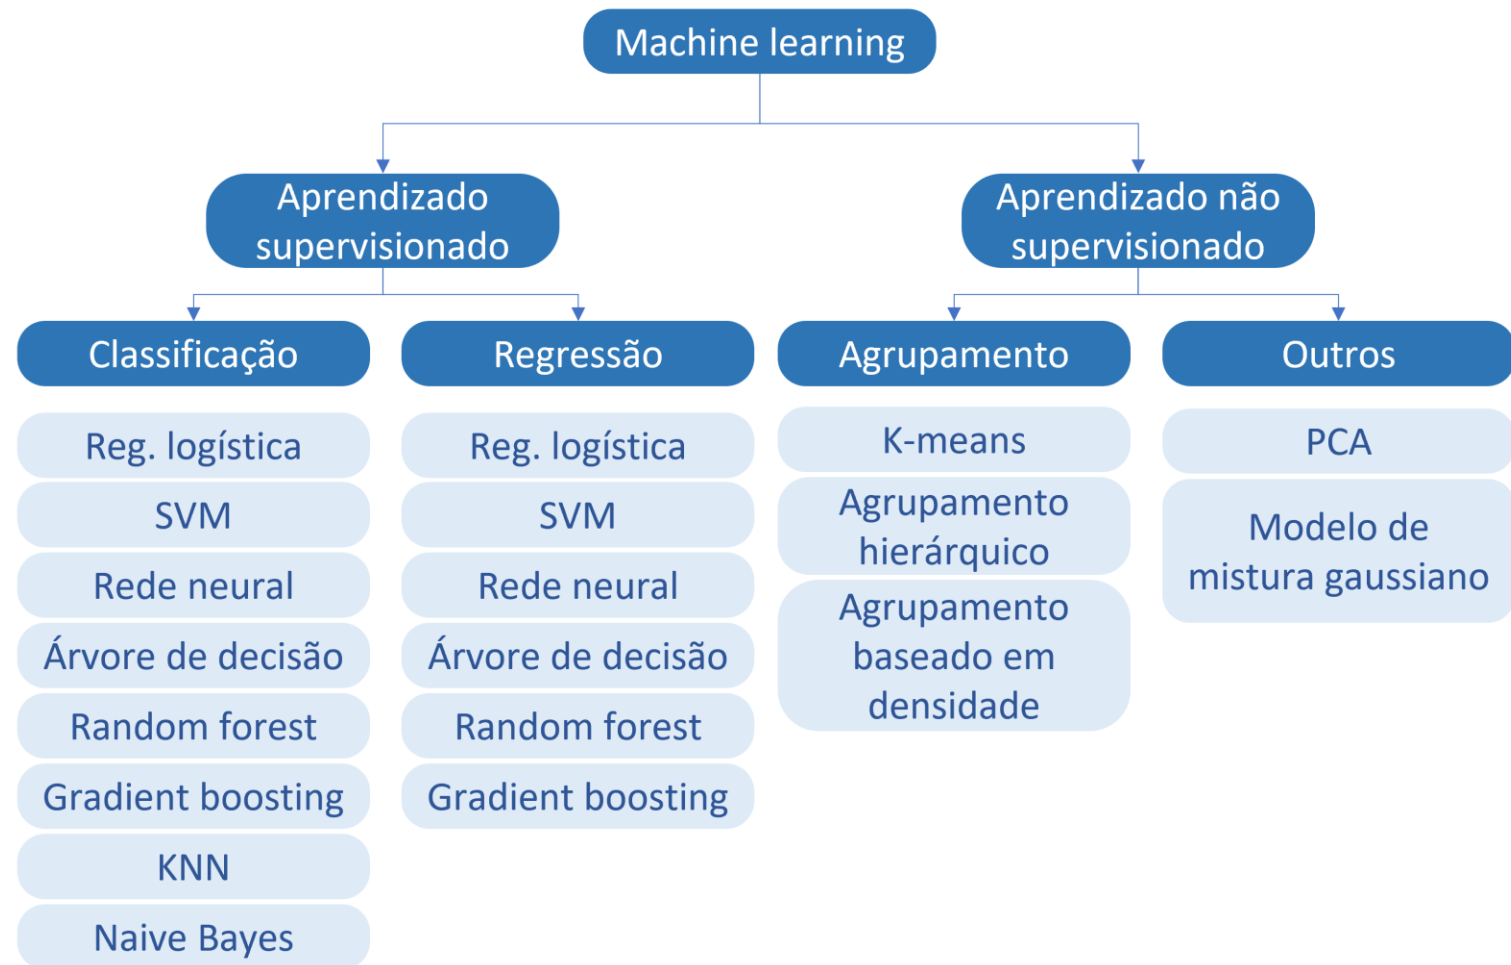 Machine learning
Aprendizado
supervisionado
Aprendizado não
supervisionado
Classificação
Regressão
Agrupamento
Outros
Reg. logística
SVM
Rede neural
Árvore de decisão
Random forest
Gradient boosting
KNN
Naive Bayes
Reg. logística
SVM
Rede neural
Árvore de decisão
Random forest
Gradient boosting
K-means
Agrupamento
hierárquico
Agrupamento
baseado em
densidade
PCA
Modelo de
mistura gaussiano